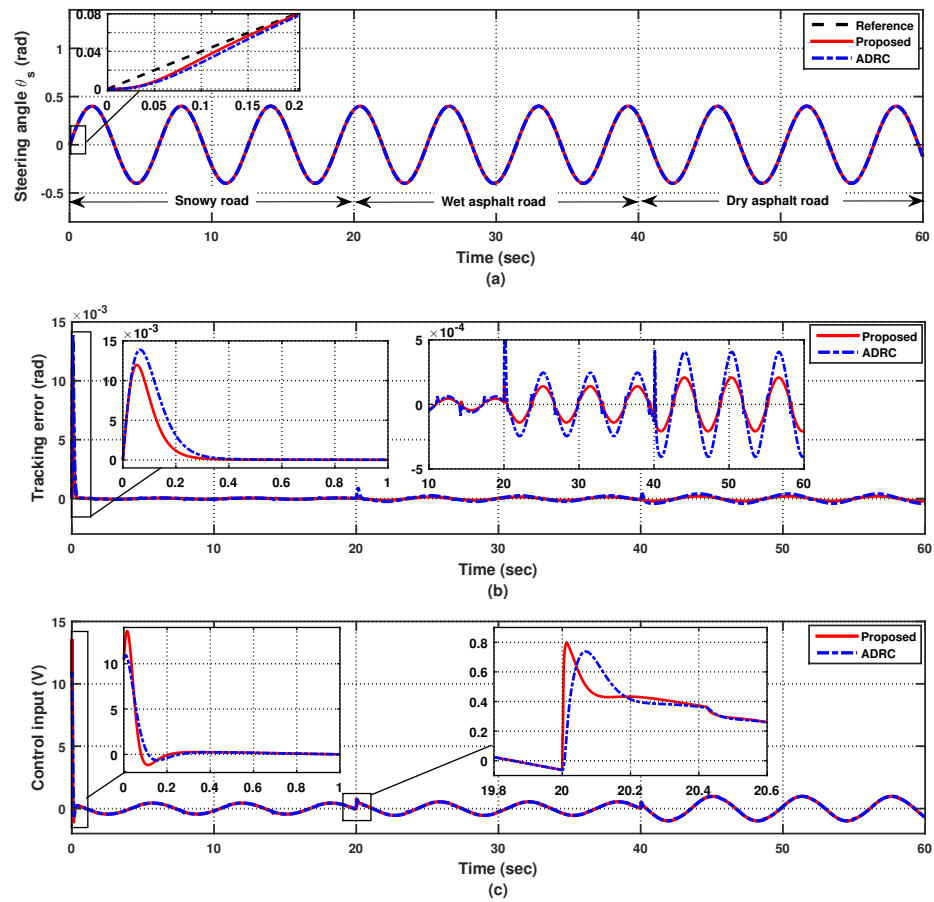 0.08
0.04
0
0 0.05 0.1 0.15 0.2
Reference
Proposed
ADRC
Steering angle θ_s (rad)
1
0.5
0
-0.5
Snowy road
Wet asphalt road
Dry asphalt road
0 10 20 30 40 50 60
Time (sec)
(a)
×10⁻³
15
10
5
0
Tracking error (rad)
×10⁻³
15
10
5
0
0.2 0.4 0.6 0.8 1
×10⁻⁴
5
0
-5
10 20 30 40 50 60
Proposed
ADRC
0 10 20 30 40 50 60
Time (sec)
(b)
15
10
5
0
Control input (V)
10
5
0
0 0.2 0.4 0.6 0.8 1
0.8
0.6
0.4
0.2
0
19.8 20 20.2 20.4 20.6
Proposed
ADRC
0 10 20 30 40 50 60
Time (sec)
(c)